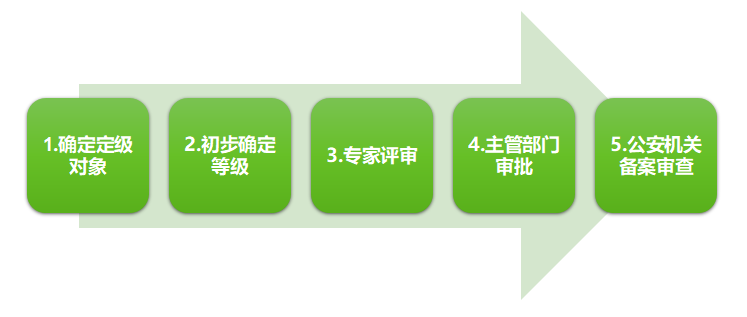 1.确定定级
对象
2.初步确定
等级
3.专家评审
4.主管部门
审批
5.公安机关
备案审查